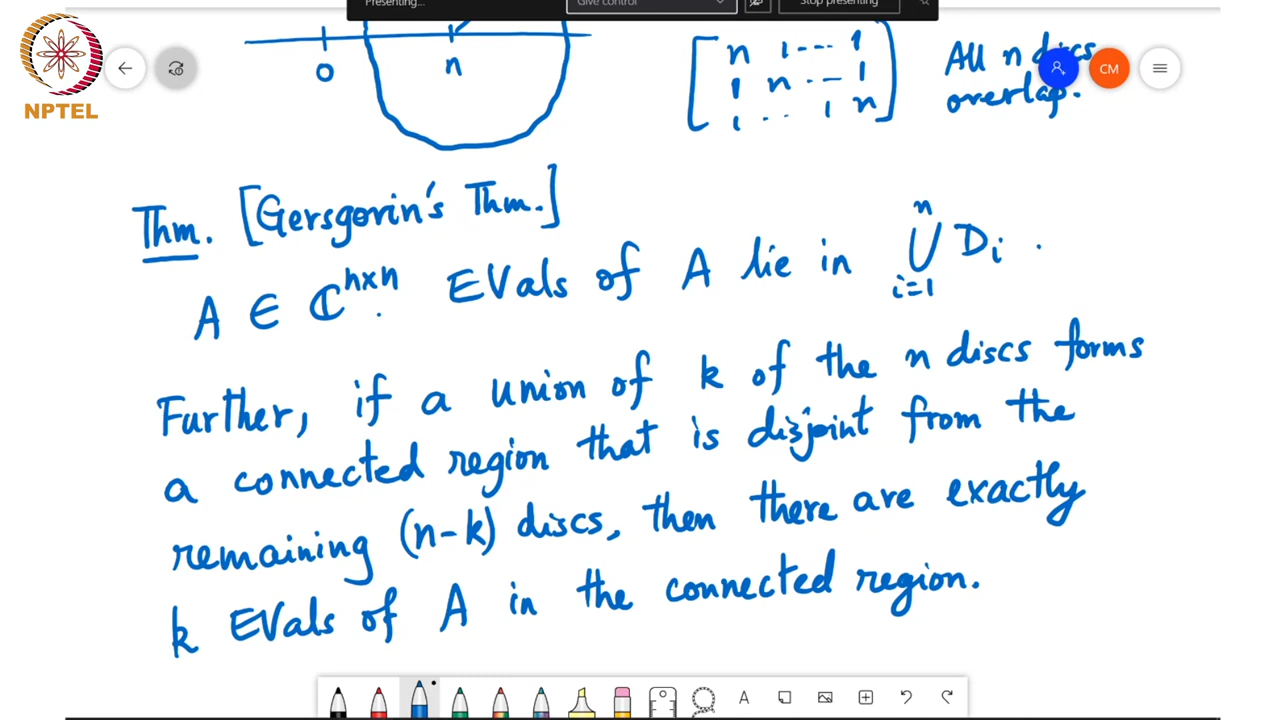 Presenting...
Give control
Stop presenting
NPTEL
CM
0
n
n 1 --- 1
1 n ..-- 1
1 . . .. 1 n
All n discs
overlap.
Thm. [Gersgorin's Thm.]
A ∈ ℂ^{n×n} EVals of A lie in ⋃_{i=1}^{n} D_i .
Further, if a union of k of the n discs forms
a connected region that is disjoint from the
remaining (n-k) discs, then there are exactly
k EVals of A in the connected region.
A